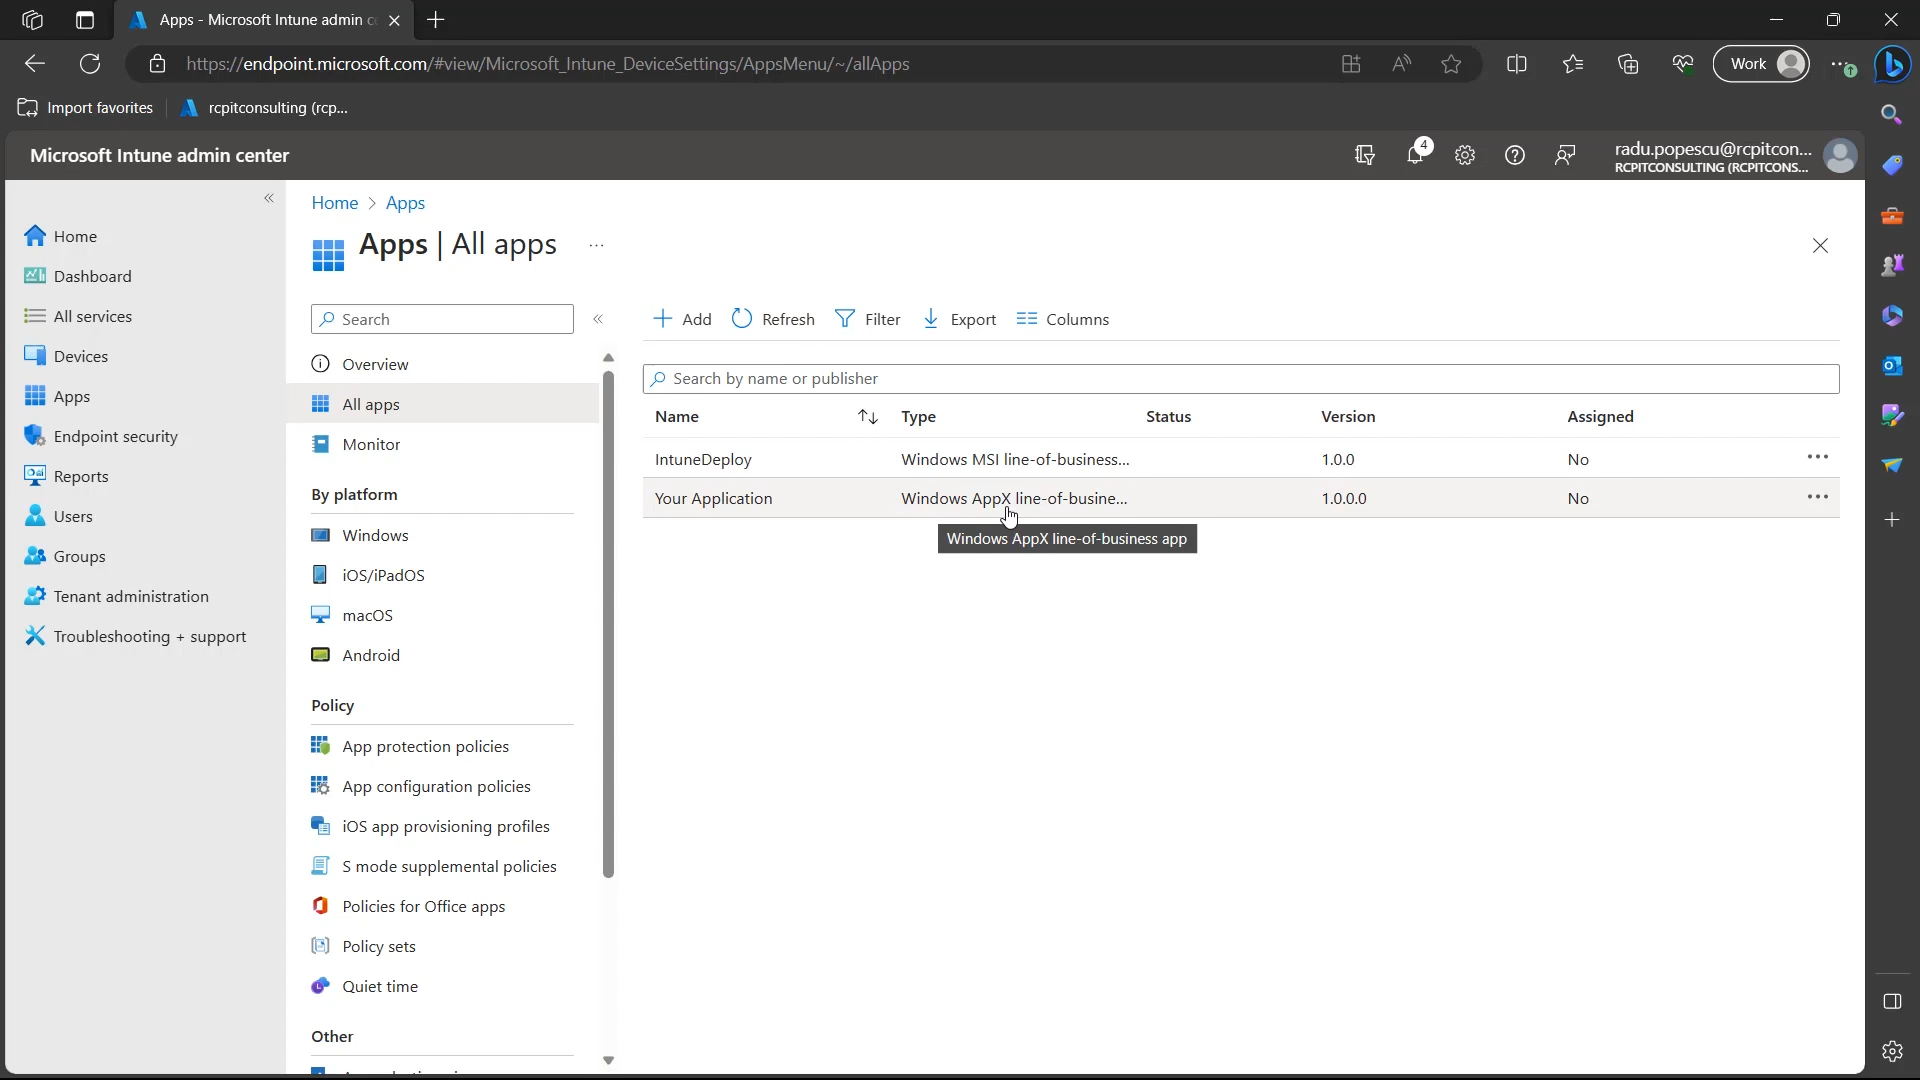 Apps - Microsoft Intune admin c
https://endpoint.microsoft.com/#view/Microsoft_Intune_DeviceSettings/AppsMenu/~/allApps
Work
Import favorites
rcpitconsulting (rcp...
Microsoft Intune admin center
4
radu.popescu@rcpitcon...
RCPITCONSULTING (RCPITCONS...
Home
Dashboard
All services
Devices
Apps
Endpoint security
Reports
Users
Groups
Tenant administration
Troubleshooting + support
Home > Apps
Apps | All apps
Search
Overview
All apps
Monitor
By platform
Windows
iOS/iPadOS
macOS
Android
Policy
App protection policies
App configuration policies
iOS app provisioning profiles
S mode supplemental policies
Policies for Office apps
Policy sets
Quiet time
Other
Add Refresh Filter Export Columns
Search by name or publisher
Name Type Status Version Assigned
IntuneDeploy Windows MSI line-of-business... 1.0.0 No
Your Application Windows AppX line-of-busine... 1.0.0.0 No
Windows AppX line-of-business app